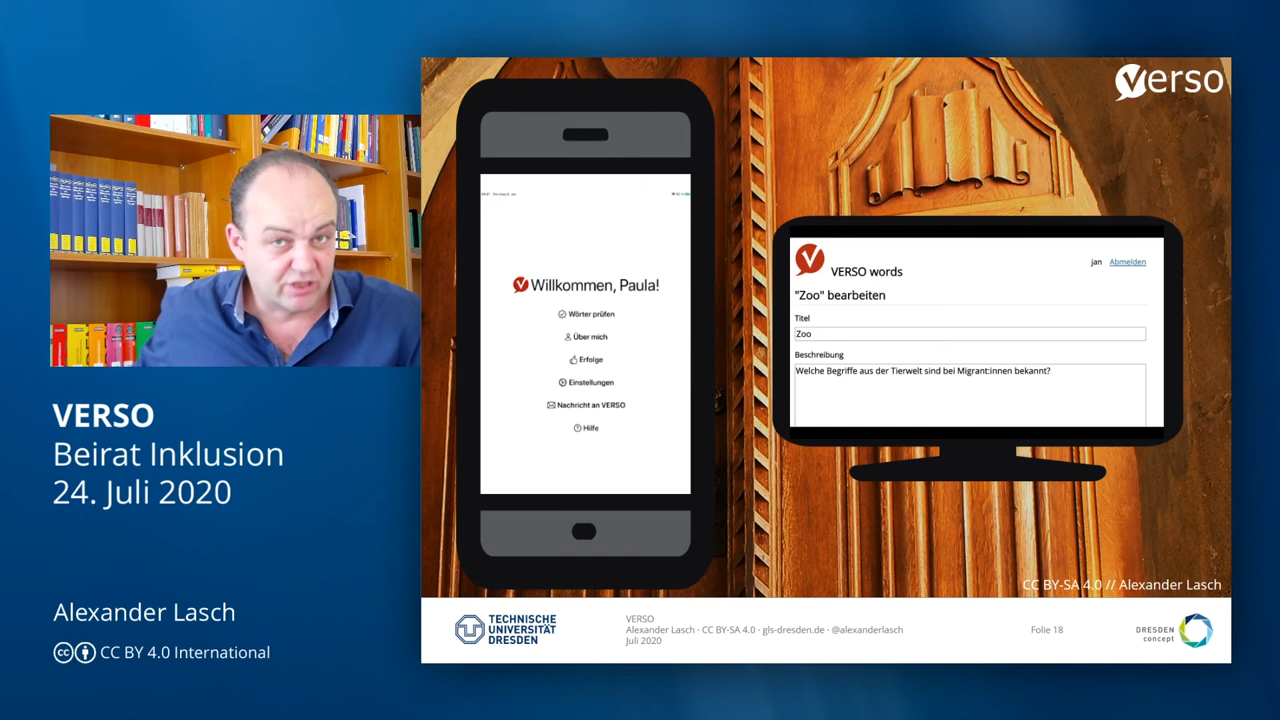 VERSO
Beirat Inklusion
24. Juli 2020
Alexander Lasch
CC BY 4.0 International
verso
Willkommen, Paula!
Wörter prüfen
Über mich
Erfolge
Einstellungen
Nachricht an VERSO
Hilfe
VERSO words
jan Abmelden
"Zoo" bearbeiten
Titel
Zoo
Beschreibung
Welche Begriffe aus der Tierwelt sind bei Migrant:innen bekannt?
CC BY-SA 4.0 // Alexander Lasch
TECHNISCHE
UNIVERSITÄT
DRESDEN
VERSO
Alexander Lasch · CC BY-SA 4.0 · gls-dresden.de · @alexanderlasch
Juli 2020
Folie 18
DRESDEN
concept